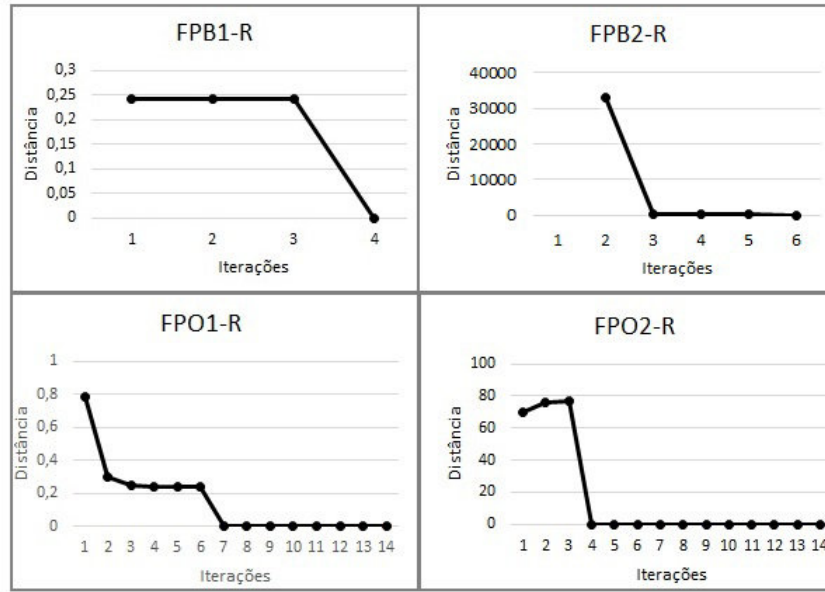 FPB1-R
0,3
0,25
0,2
0,15
0,1
0,05
0
Distância
1 2 3 4
Iterações
FPB2-R
40000
30000
20000
10000
0
Distância
1 2 3 4 5 6
Iterações
FPO1-R
1
0,8
0,6
0,4
0,2
0
Distância
1 2 3 4 5 6 7 8 9 10 11 12 13 14
Iterações
FPO2-R
100
80
60
40
20
0
Distância
1 2 3 4 5 6 7 8 9 10 11 12 13 14
Iterações